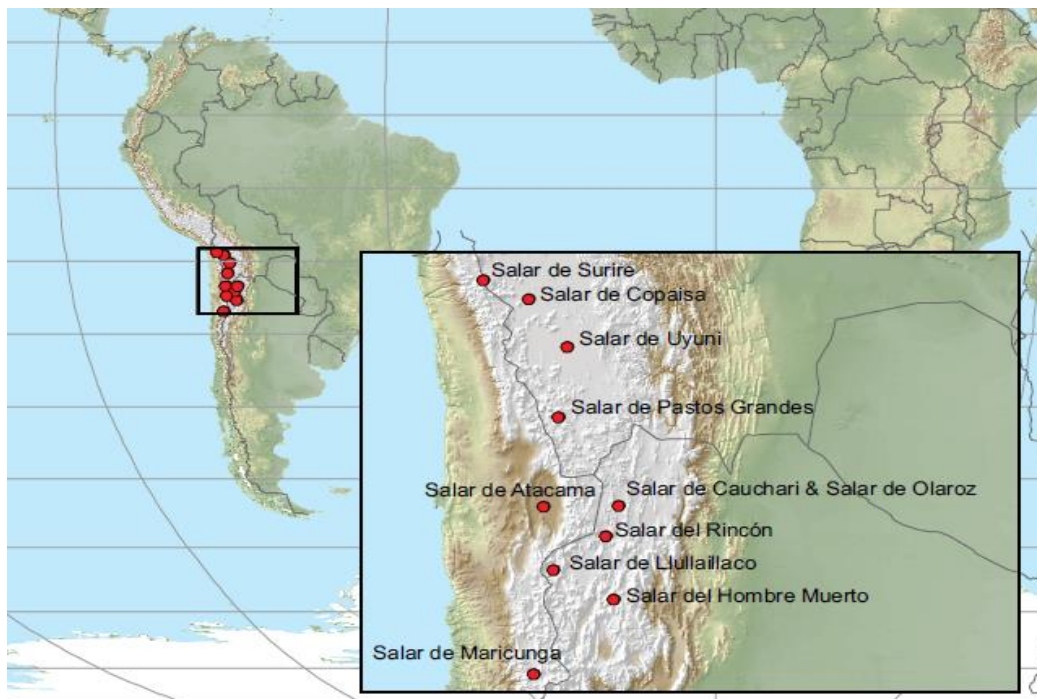 Salar de Surire
Salar de Copaisa
Salar de Uyuni
Salar de Pastos Grandes
Salar de Atacama
Salar de Cauchari & Salar de Olaroz
Salar del Rincón
Salar de Llullaillaco
Salar del Hombre Muerto
Salar de Maricunga